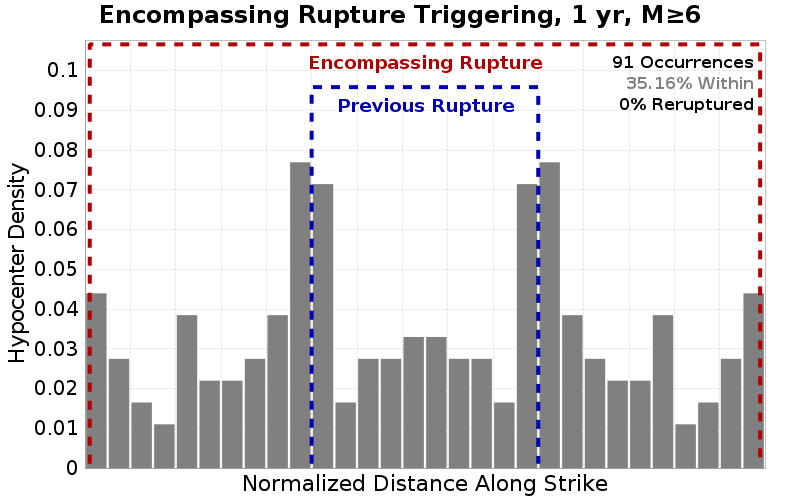 Encompassing Rupture Triggering, 1 yr, M≥6
Encompassing Rupture
Previous Rupture
91 Occurrences
35.16% Within
0% Reruptured
Hypocenter Density
0.1
0.09
0.08
0.07
0.06
0.05
0.04
0.03
0.02
0.01
0
Normalized Distance Along Strike